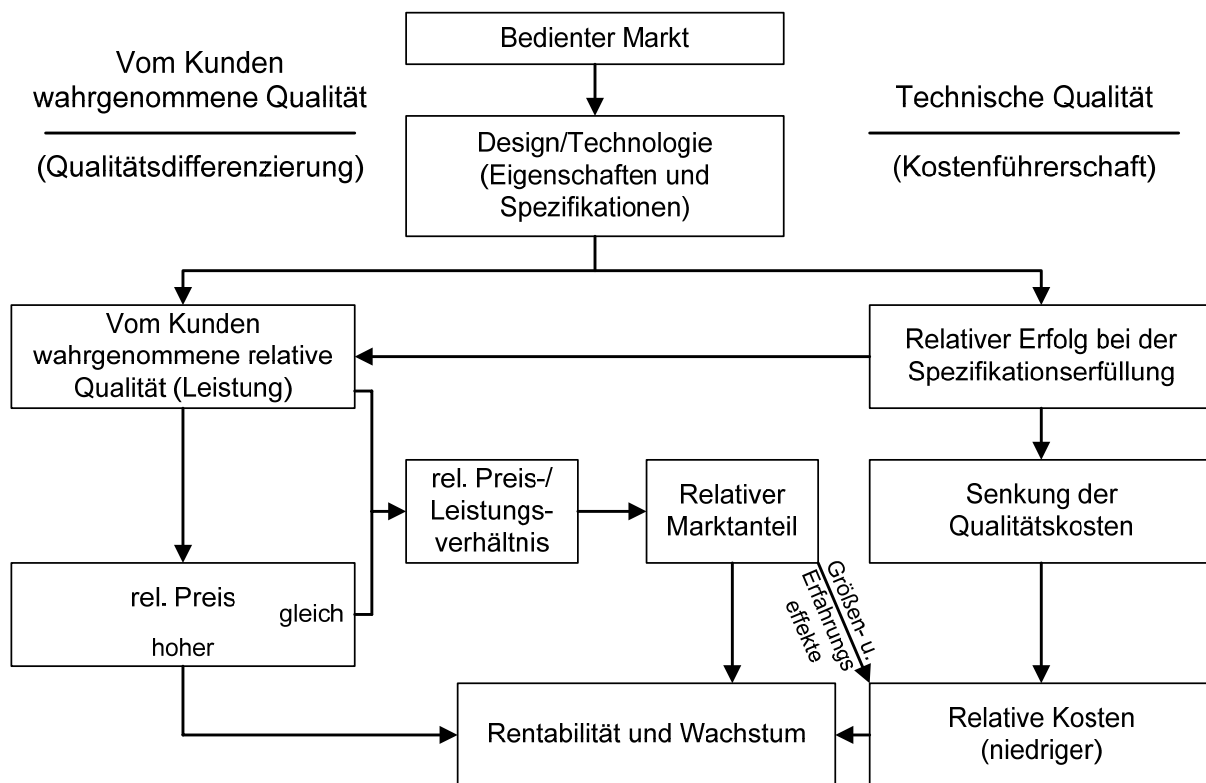 Bedienter Markt
Vom Kunden
wahrgenommene Qualität
(Qualitätsdifferenzierung)
Technische Qualität
(Kostenführerschaft)
Design/Technologie
(Eigenschaften und
Spezifikationen)
Vom Kunden
wahrgenommene relative
Qualität (Leistung)
Relativer Erfolg bei der
Spezifikationserfüllung
rel. Preis-/
Leistungs-
verhältnis
Relativer
Marktanteil
Senkung der
Qualitätskosten
rel. Preis
gleich
hoher
Größen- u.
Erfahrungs
effekte
Rentabilität und Wachstum
Relative Kosten
(niedriger)